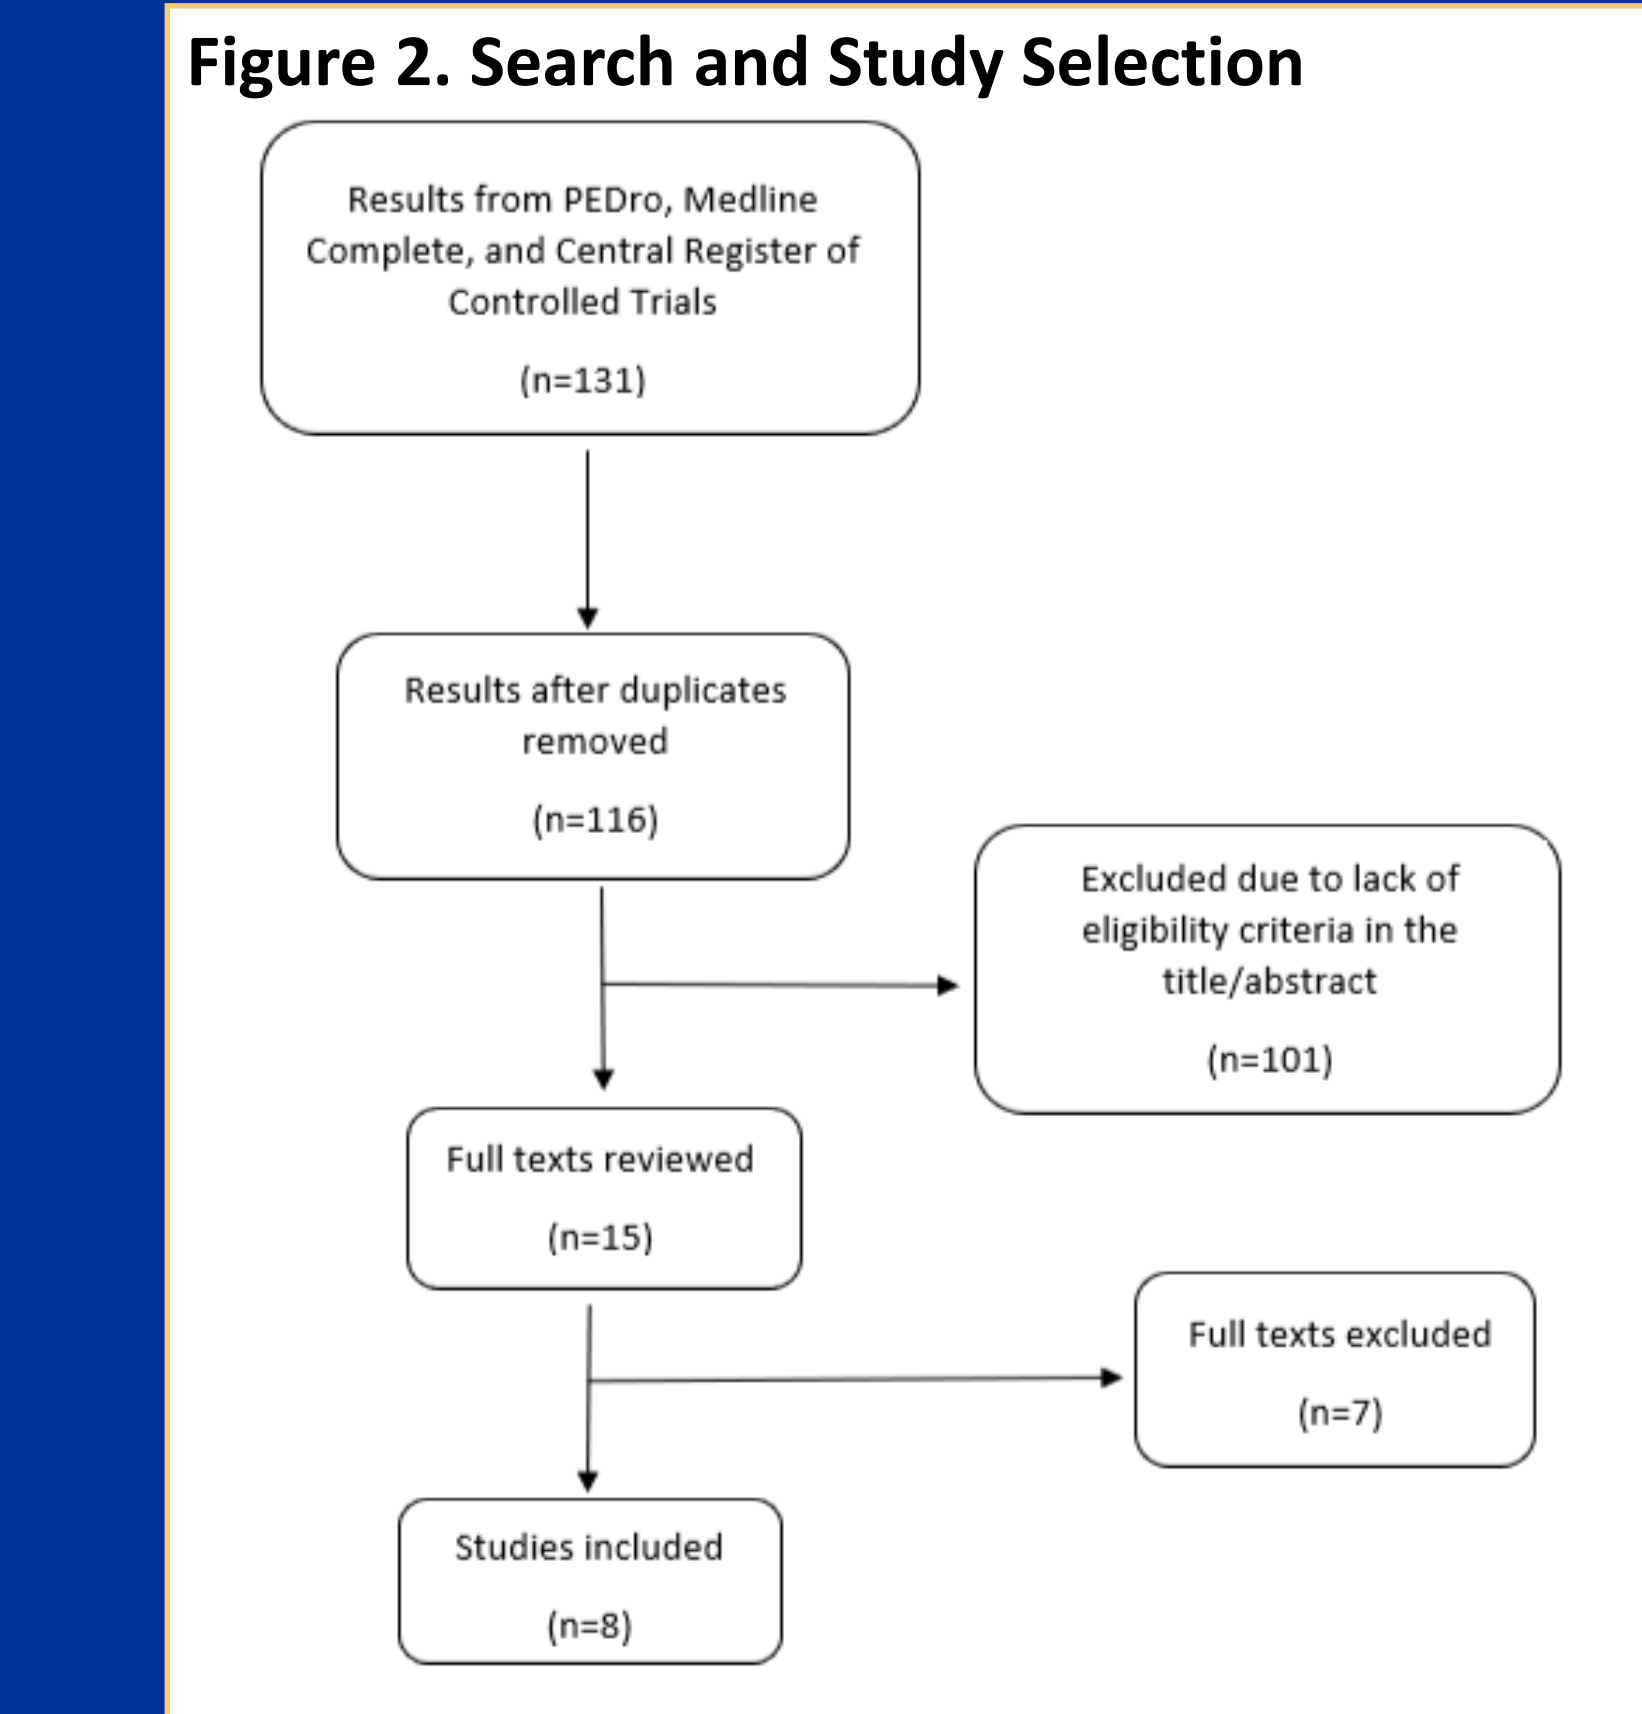 Figure 2. Search and Study Selection
Results from PEDro, Medline
Complete, and Central Register of
Controlled Trials
(n=131)
Results after duplicates
removed
(n=116)
Excluded due to lack of
eligibility criteria in the
title/abstract
(n=101)
Full texts reviewed
(n=15)
Full texts excluded
(n=7)
Studies included
(n=8)